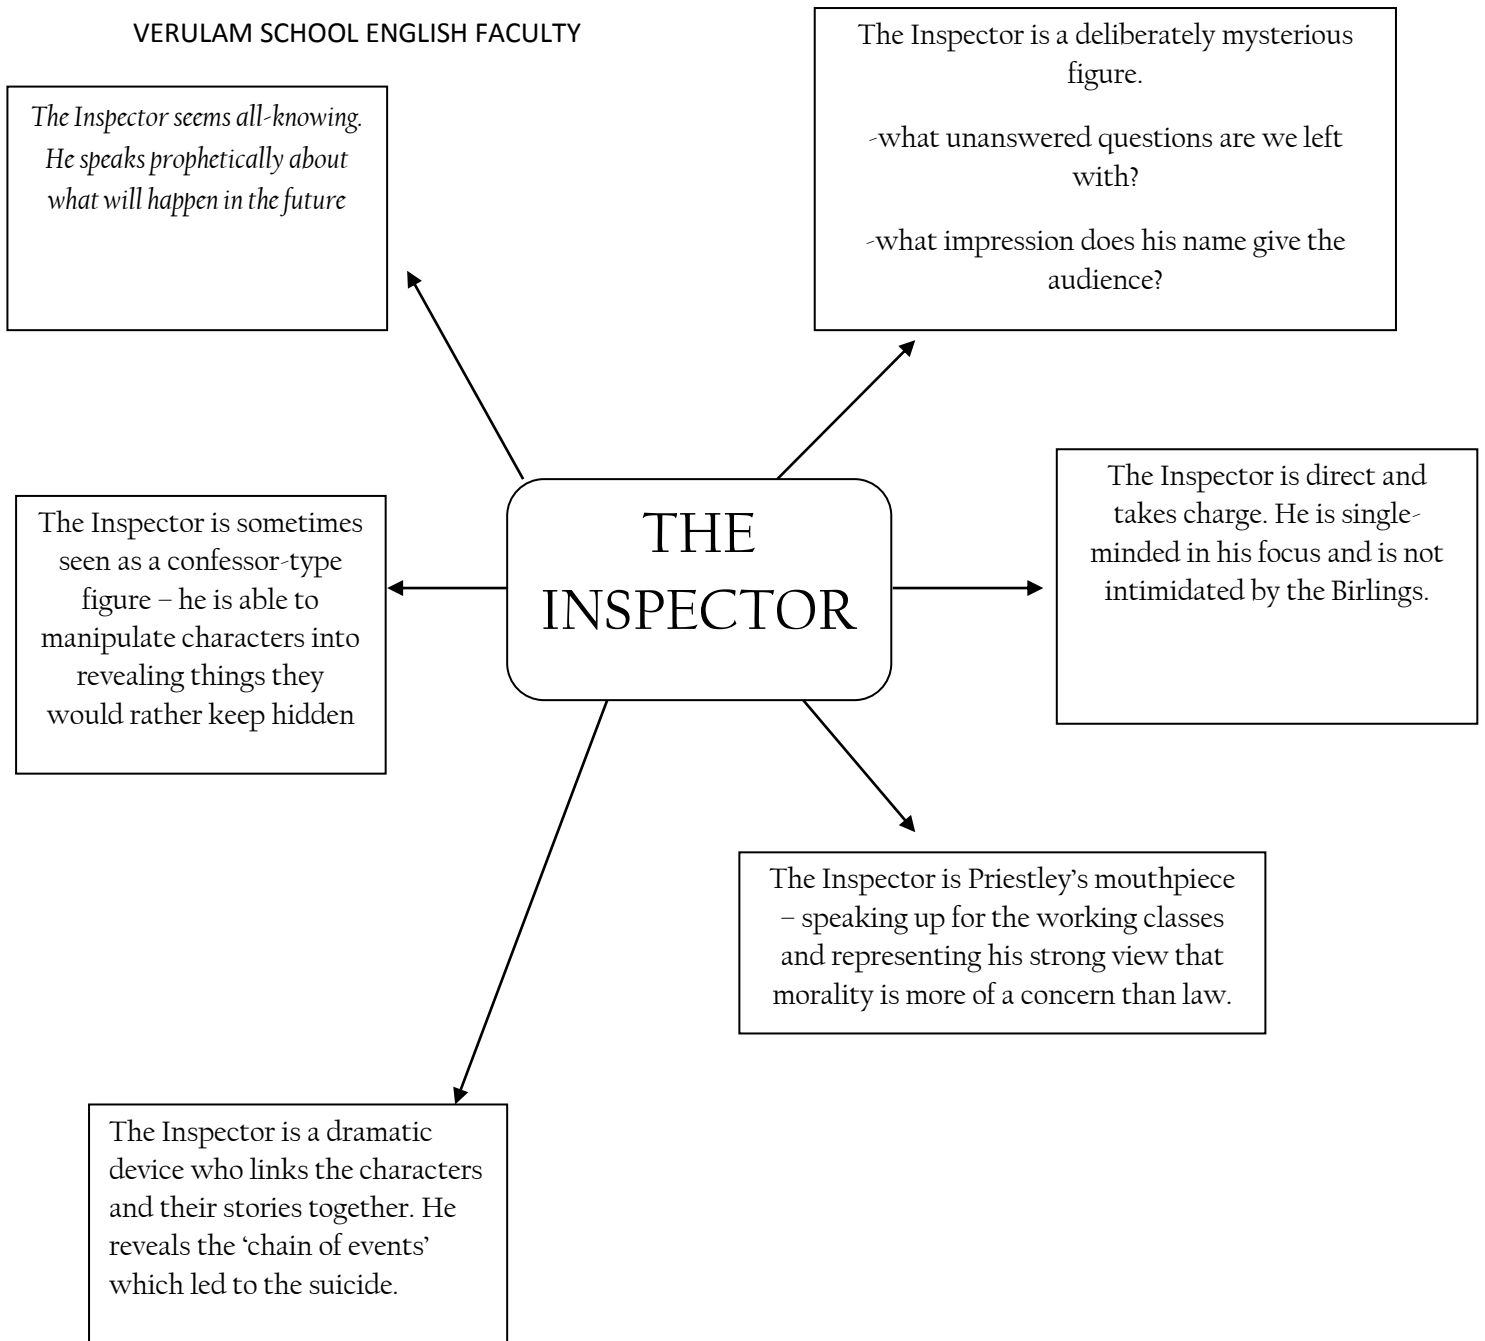 VERULAM SCHOOL ENGLISH FACULTY
The Inspector seems all-knowing.
He speaks prophetically about
what will happen in the future
The Inspector is a deliberately mysterious
figure.
-what unanswered questions are we left
with?
-what impression does his name give the
audience?
The Inspector is sometimes
seen as a confessor-type
figure – he is able to
manipulate characters into
revealing things they
would rather keep hidden
THE
INSPECTOR
The Inspector is direct and
takes charge. He is single-
minded in his focus and is not
intimidated by the Birlings.
The Inspector is Priestley’s mouthpiece
– speaking up for the working classes
and representing his strong view that
morality is more of a concern than law.
The Inspector is a dramatic
device who links the characters
and their stories together. He
reveals the ‘chain of events’
which led to the suicide.